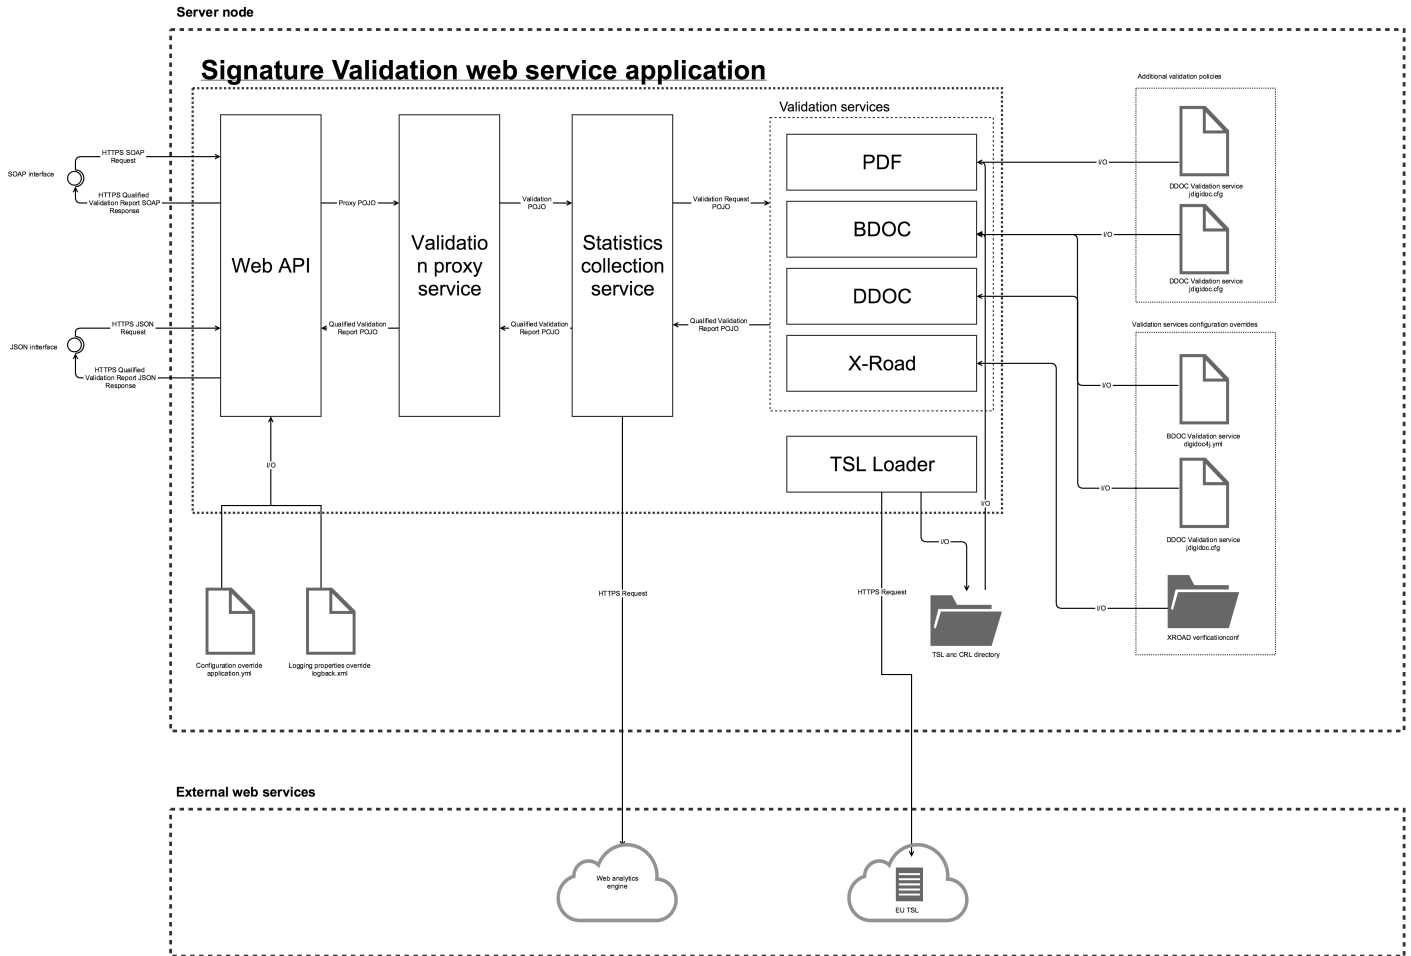 Server node
Signature Validation web service application
Additional validation policies
Validation services
HTTPS SOAP
Request
SOAP interface
HTTPS Qualified
Validation Report SOAP
Response
Web API
Proxy POJO
Validatio
n proxy
service
Validation
POJO
Statistics
collection
service
Validation Request
POJO
PDF
BDOC
DDOC
X-Road
I/O
DDOC Validation service
jdigidoc.cfg
I/O
DDOC Validation service
jdigidoc.cfg
HTTPS JSON
Request
JSON intterface
HTTPS Qualified
Validation Report JSON
Response
Qualified Validation
Report POJO
Qualified Validation
Report POJO
Qualified Validation
Report POJO
Validation services configuration overrides
I/O
BDOC Validation service
digidoc4j.yml
I/O
TSL Loader
I/O
DDOC Validation service
jdigidoc.cfg
I/O
I/O
HTTPS Request
HTTPS Request
I/O
XROAD verificationconf
TSL anc CRL directory
Configuration override
application.yml
Logging properties override
logback.xml
External web services
Web analytics
engine
EU TSL